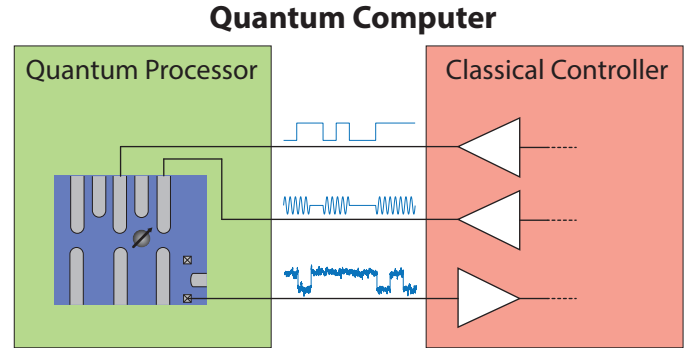 Quantum Computer
Quantum Processor
Classical Controller